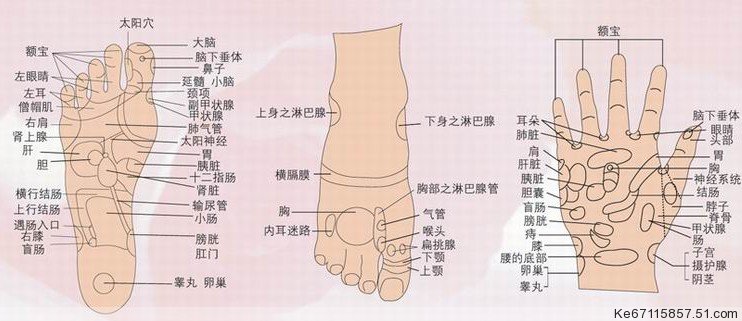 太阳穴
额宝
大脑
脑下垂体
鼻子
左眼睛
延髓 小脑
左耳
颈项
僧帽肌
副甲状腺
甲状腺
右肩
肺气管
肾上腺
太阳神经
肝
胃
胆
胰脏
十二指肠
肾脏
横行结肠
输尿管
上行结肠
小肠
遇肠入口
右膝
膀胱
盲肠
肛门
睾丸 卵巢
上身之淋巴腺
下身之淋巴腺
横隔膜
胸部之淋巴腺管
胸
气管
内耳迷路
喉头
扁挑腺
下颚
上颚
额宝
耳朵
脑下垂体
肺脏
眼睛
头部
肩
胃
肝脏
胸
胰脏
神经系统
胆囊
结肠
盲肠
脖子
膀胱
脊骨
痔
甲状腺
膝
肠
腰的底部
子宫
卵巢
摄护腺
睾丸
阴茎
Ke67115857.51.com